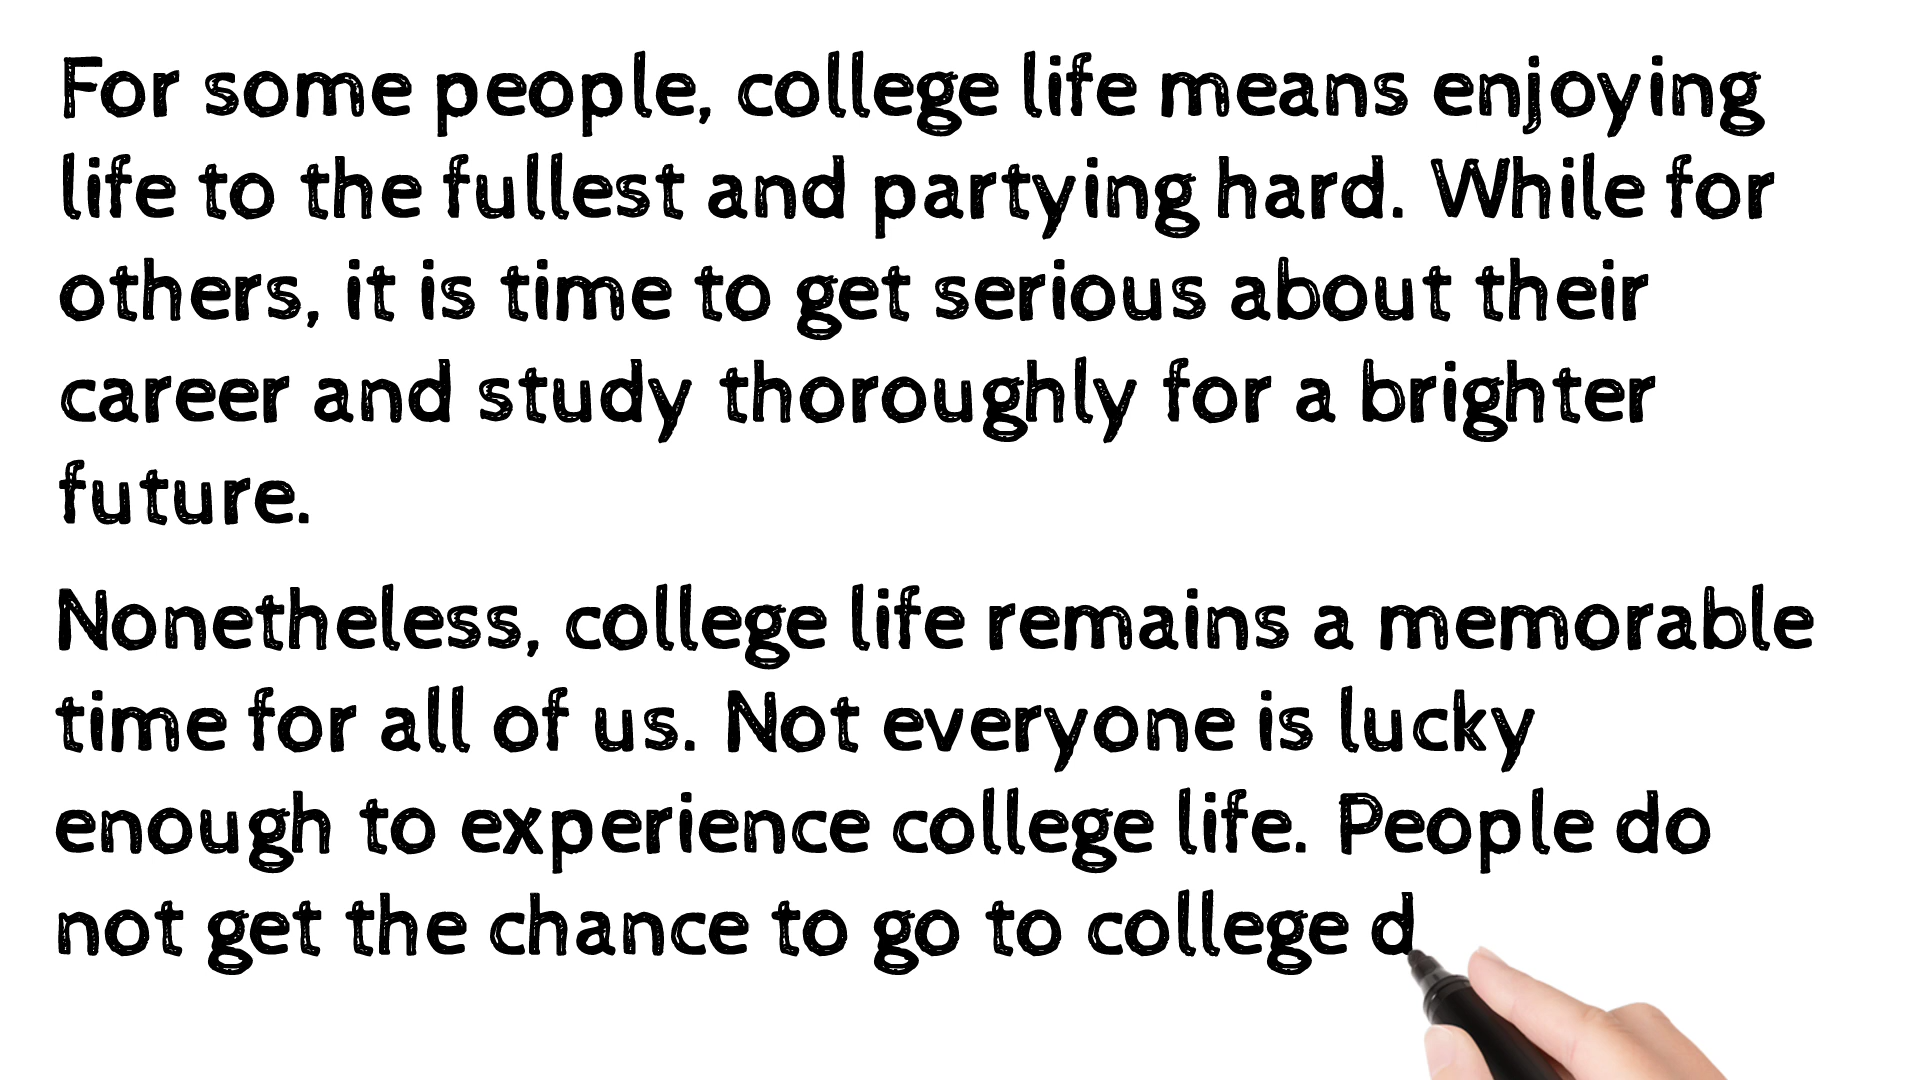 For some people, college life means enjoying
life to the fullest and partying hard. While for
others, it is time to get serious about their
career and study thoroughly for a brighter
future.
Nonetheless, college life remains a memorable
time for all of us. Not everyone is lucky
enough to experience college life. People do
not get the chance to go to college d